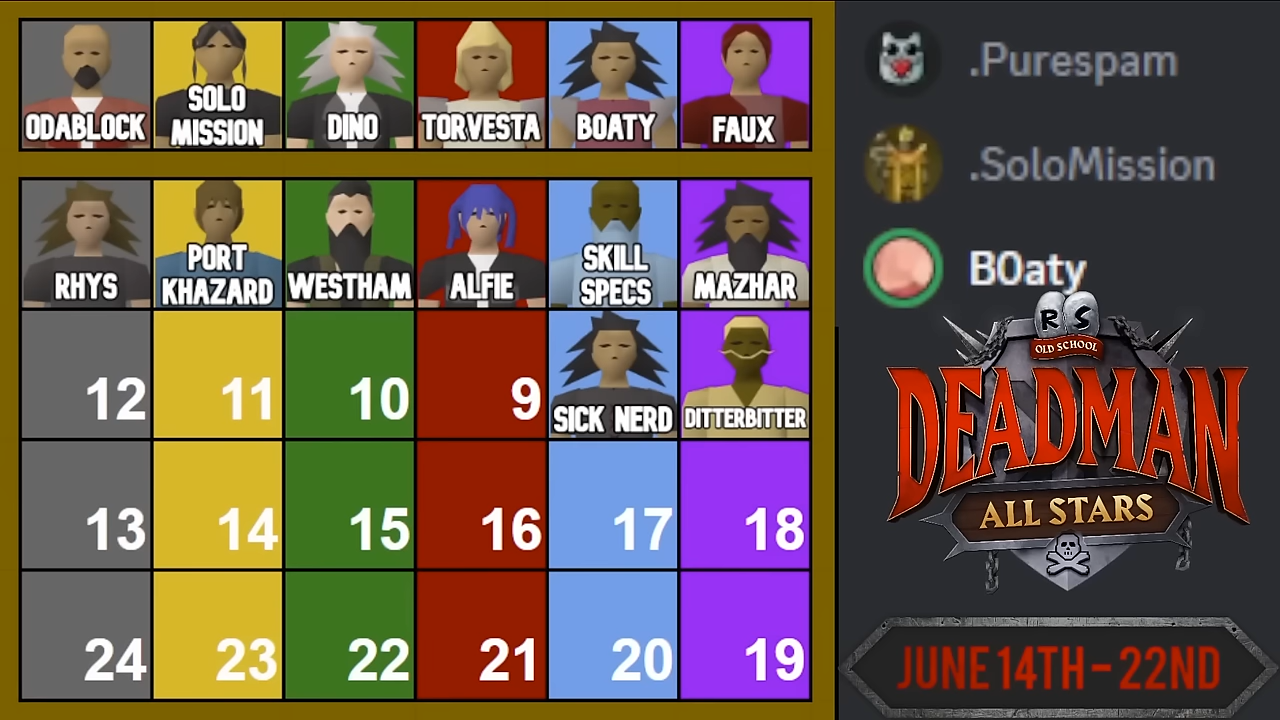 ODABLOCK
SOLO
MISSION
DINO
TORVESTA
BOATY
FAUX
RHYS
PORT
KHAZARD
WESTHAM
ALFIE
SKILL
SPECS
MAZHAR
12
11
10
9
SICK NERD
DITTERBITTER
13
14
15
16
17
18
24
23
22
21
20
19
.Purespam
.SoloMission
B0aty
RS
OLD SCHOOL
DEADMAN
ALL STARS
JUNE 14TH - 22ND